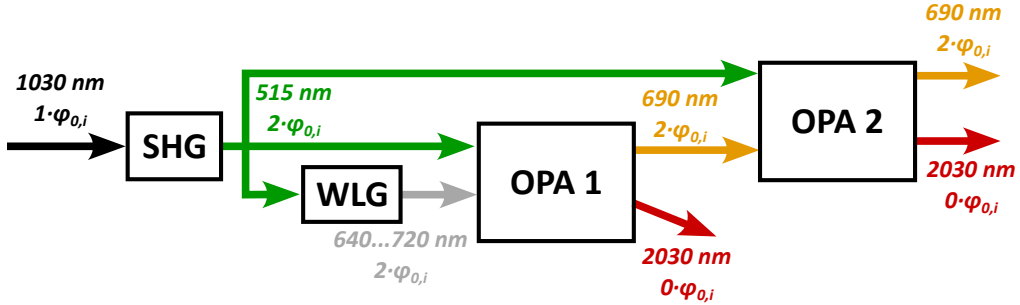 1030 nm
1·φ0,i
SHG
515 nm
2·φ0,i
WLG
640...720 nm
2·φ0,i
OPA 1
690 nm
2·φ0,i
2030 nm
0·φ0,i
OPA 2
690 nm
2·φ0,i
2030 nm
0·φ0,i